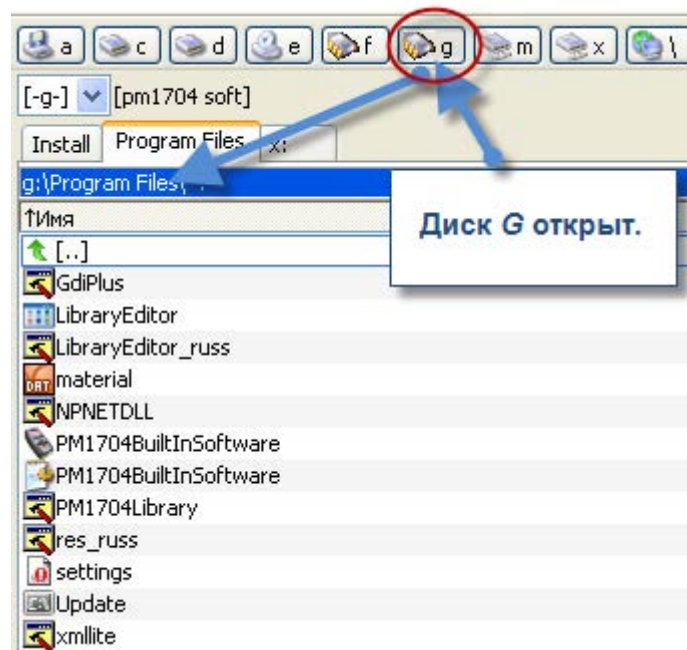 a c d e f g m x \
[-g-] [pm1704 soft]
Install Program Files x:
g:\Program Files\
↑Имя
[..]
Диск G открыт.
GdiPlus
LibraryEditor
LibraryEditor_russ
material
NPNETDLL
PM1704BuiltInSoftware
PM1704BuiltInSoftware
PM1704Library
res_russ
settings
Update
xmllite